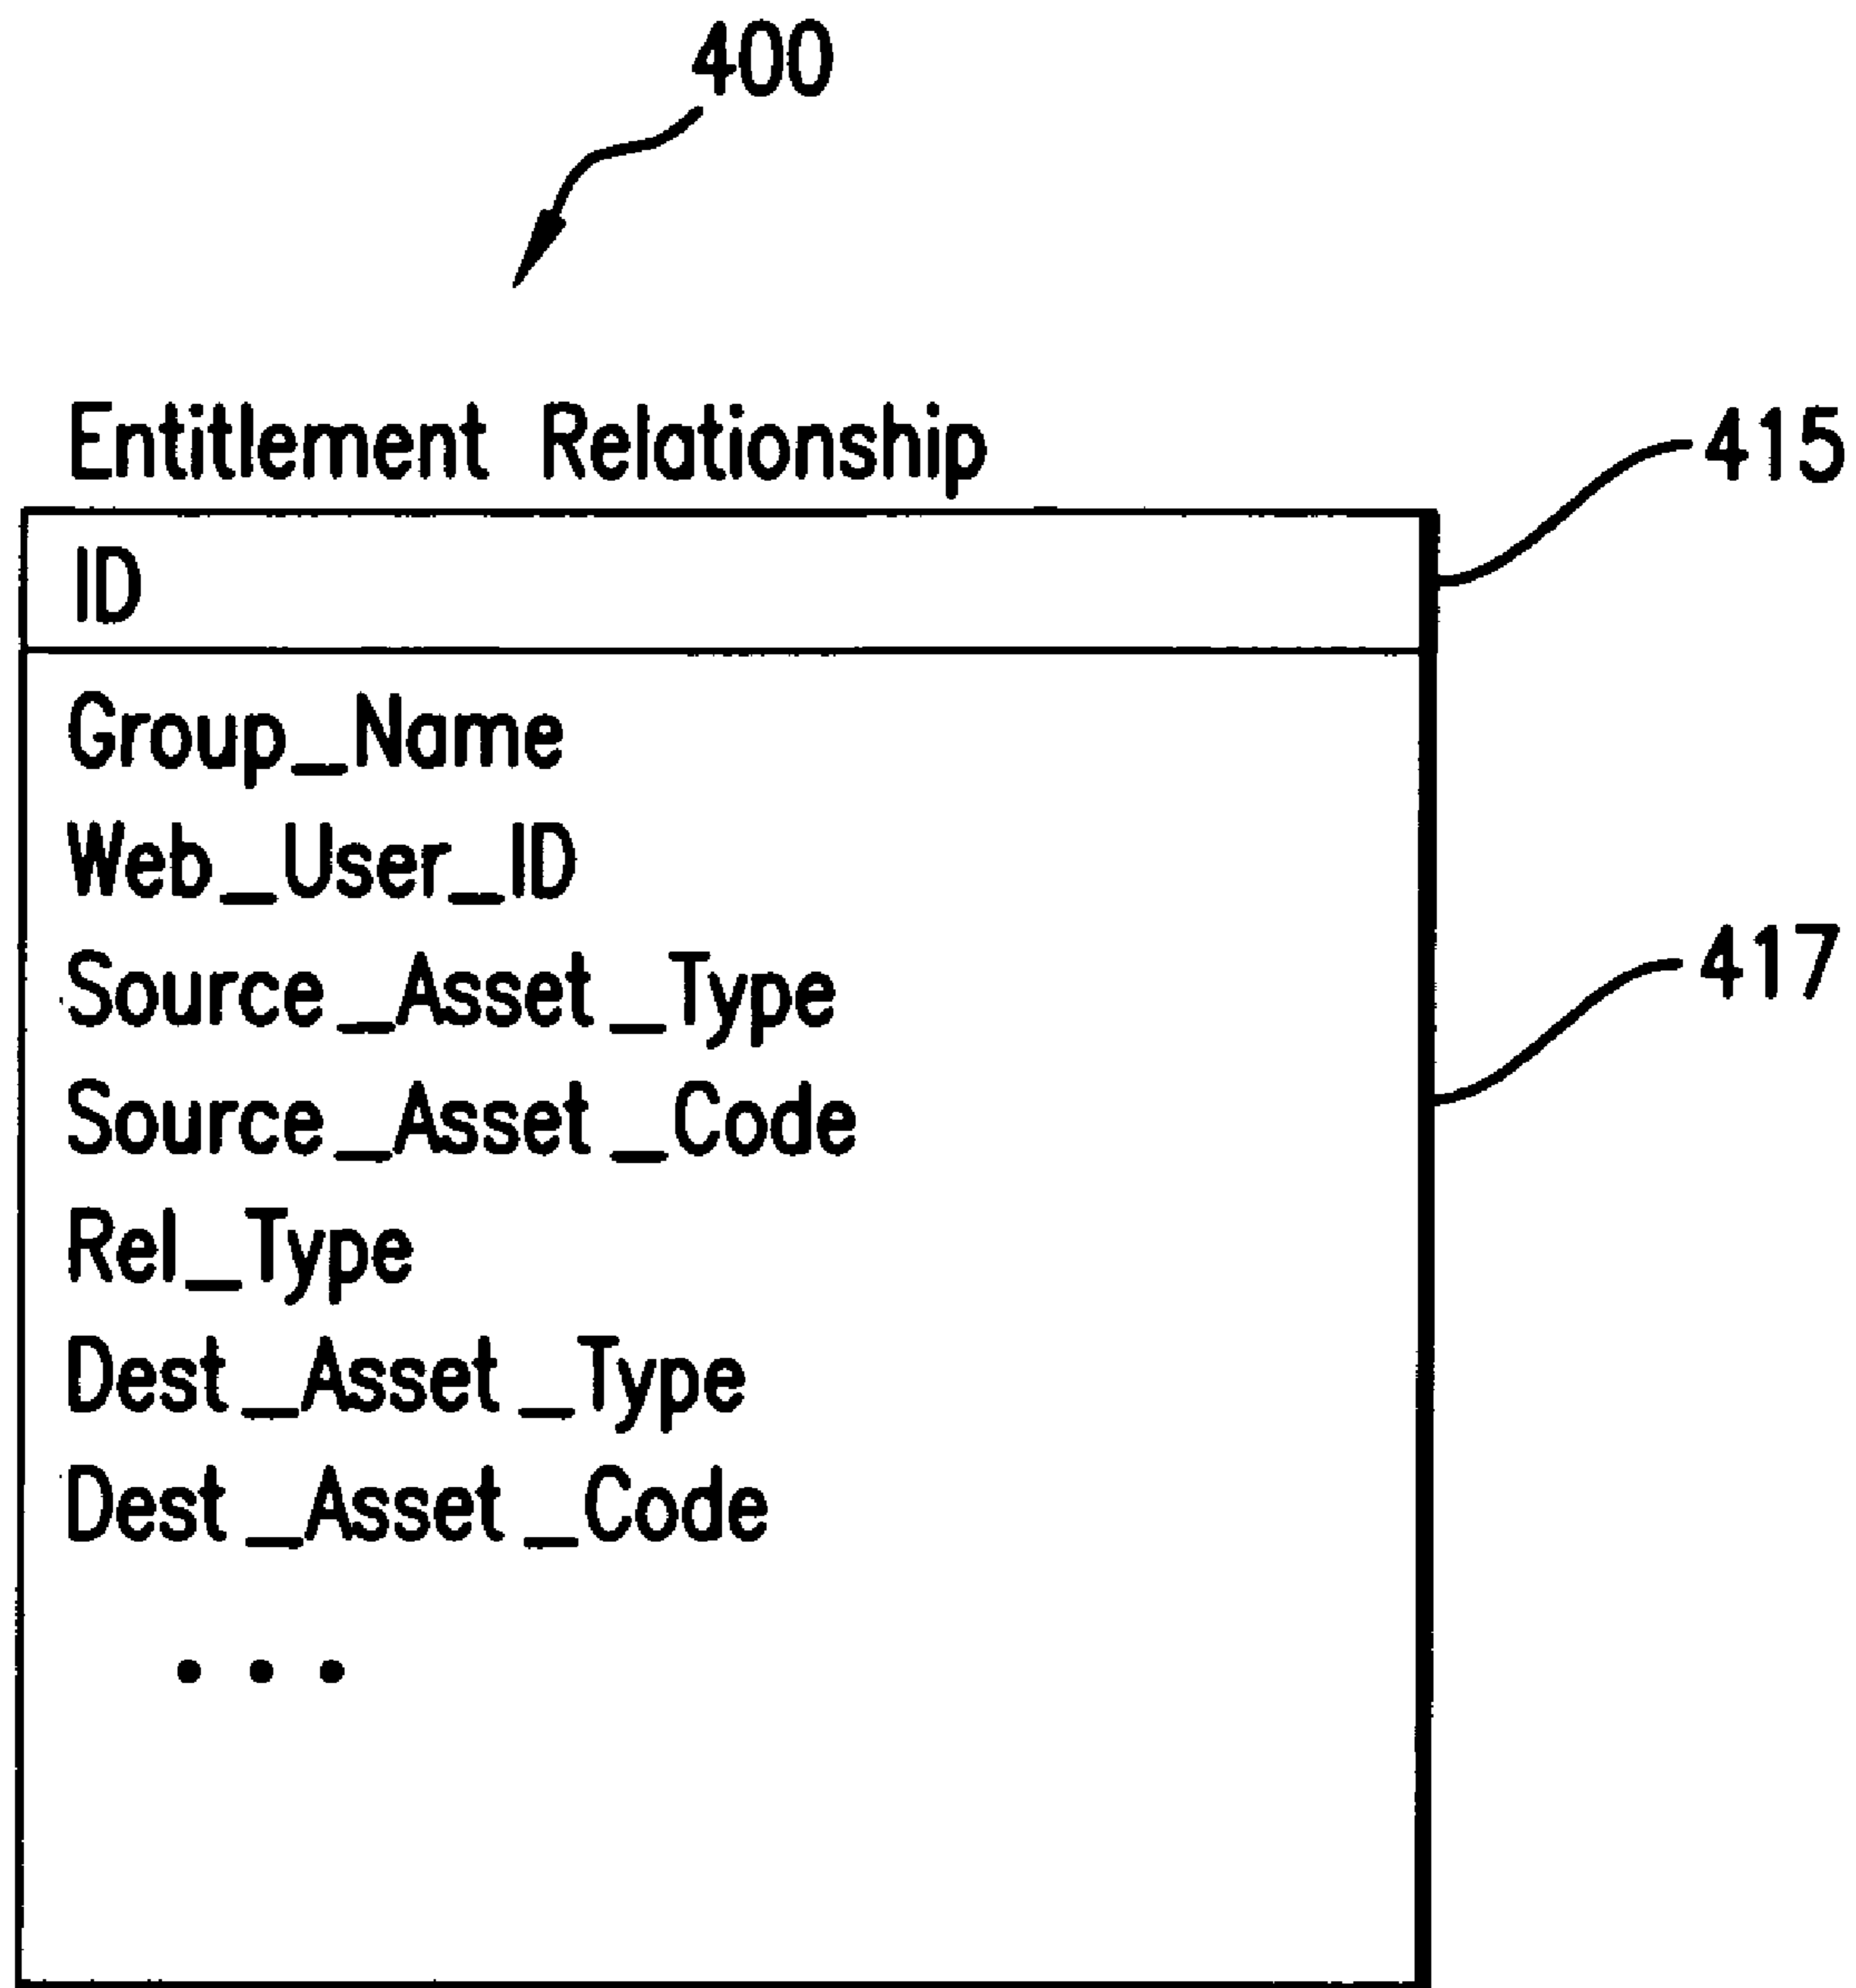 400
Entitlement Relationship
415
ID
Group_Name
Web_User_ID
417
Source_Asset_Type
Source_Asset_Code
Rel_Type
Dest_Asset_Type
Dest_Asset_Code
...